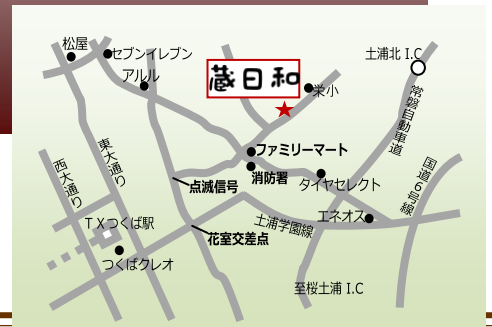 松屋
セブンイレブン
アルル
蔵日和
栄小
土浦北 I.C
常磐自動車道
国道6号線
ファミリーマート
消防署
タイヤセレクト
エネオス
点滅信号
花室交差点
土浦学園線
東大通り
西大通り
TXつくば駅
つくばクレオ
至桜土浦 I.C